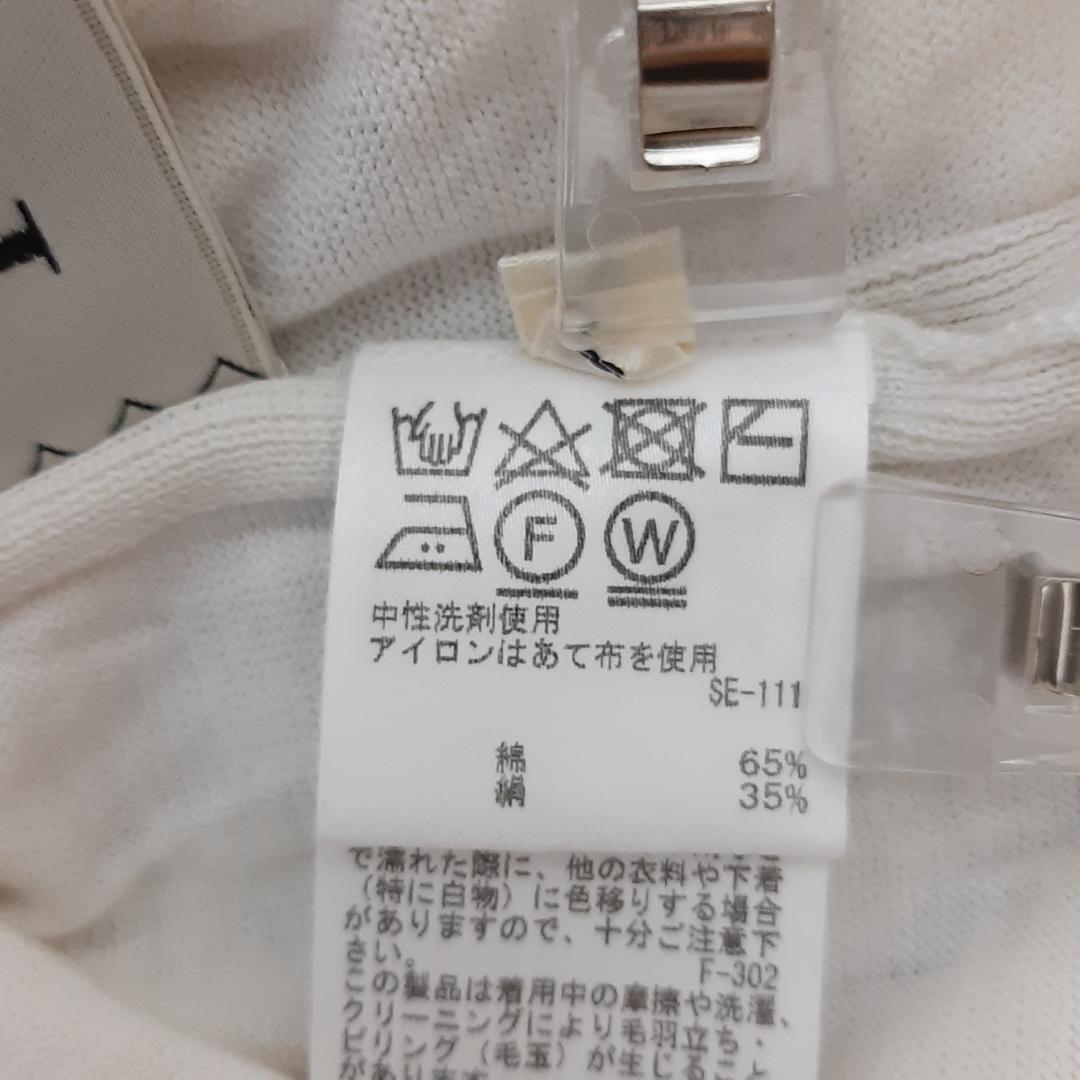 I
F W
中性洗剤使用
アイロンはあて布を使用
SE-111
綿 65%
絹 35%
で濡れた際に、他の衣料や下着
（特に白物）に色移りする場合
がありますので、十分ご注意下
さい。
F-302
この製品は着用中の摩擦や洗濯、
クリーニングにより毛羽立ち・
ピリング（毛玉）が生じること
があります